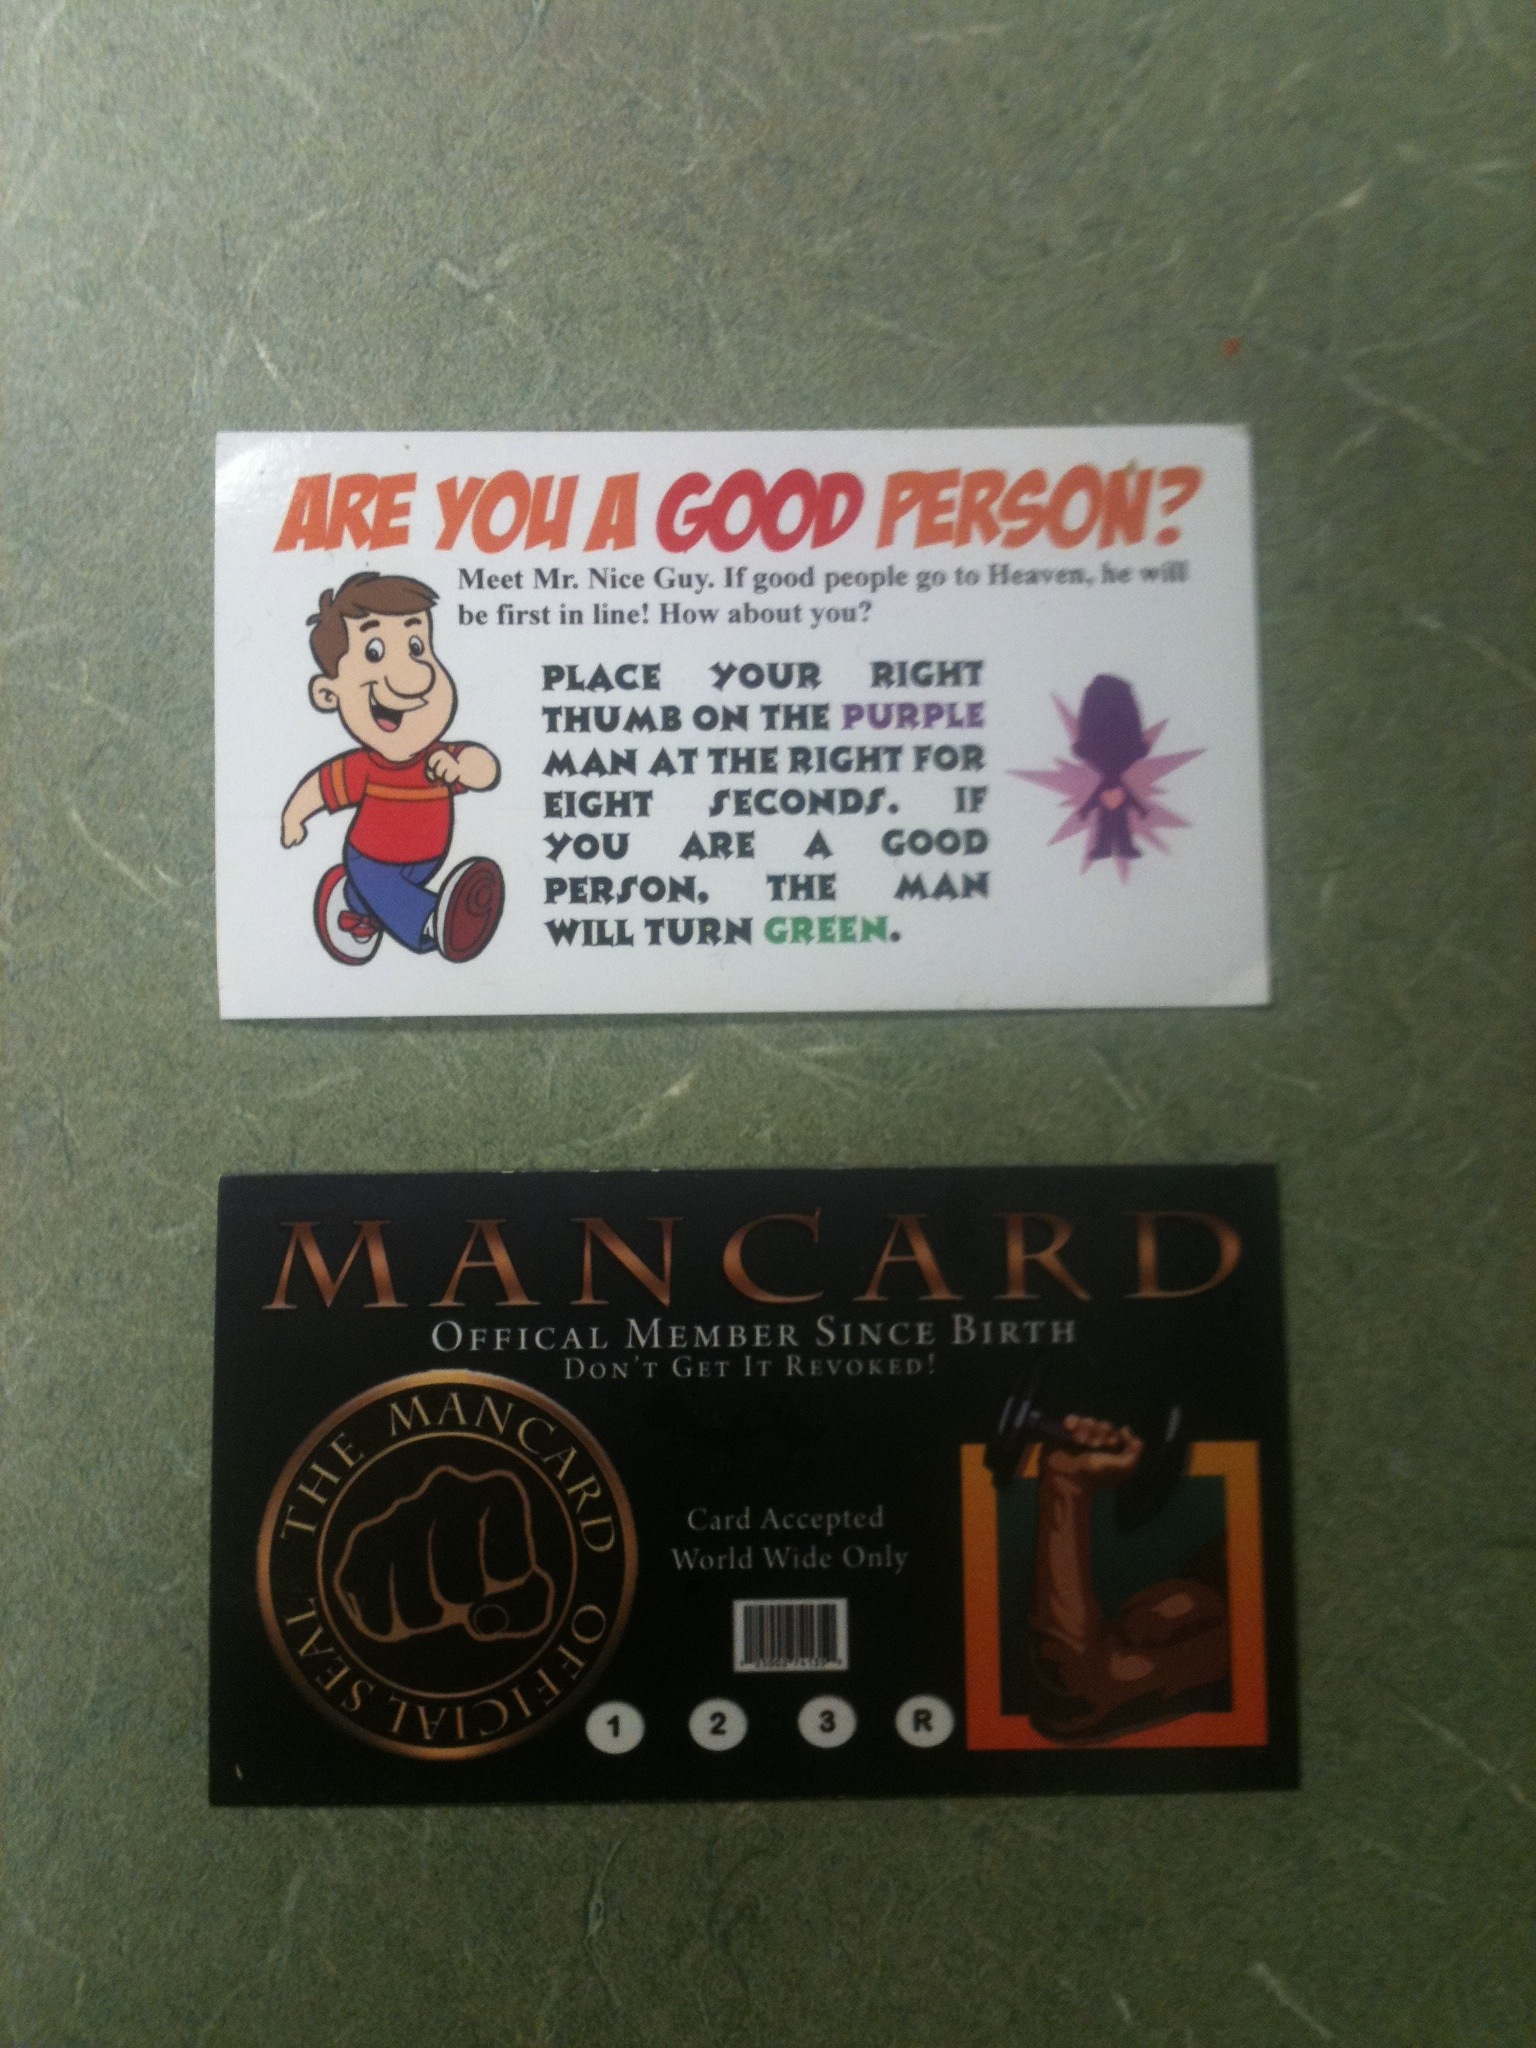 ARE YOU A GOOD PERSON?
Meet Mr. Nice Guy. If good people go to Heaven, he will
be first in line! How about you?
PLACE YOUR RIGHT
THUMB ON THE PURPLE
MAN AT THE RIGHT FOR
EIGHT SECONDS. IF
YOU ARE A GOOD
PERSON, THE MAN
WILL TURN GREEN.
MANCARD
OFFICAL MEMBER SINCE BIRTH
DON'T GET IT REVOKED!
THE MANCARD OFFICIAL SEAL
Card Accepted
World Wide Only
1 2 3 R